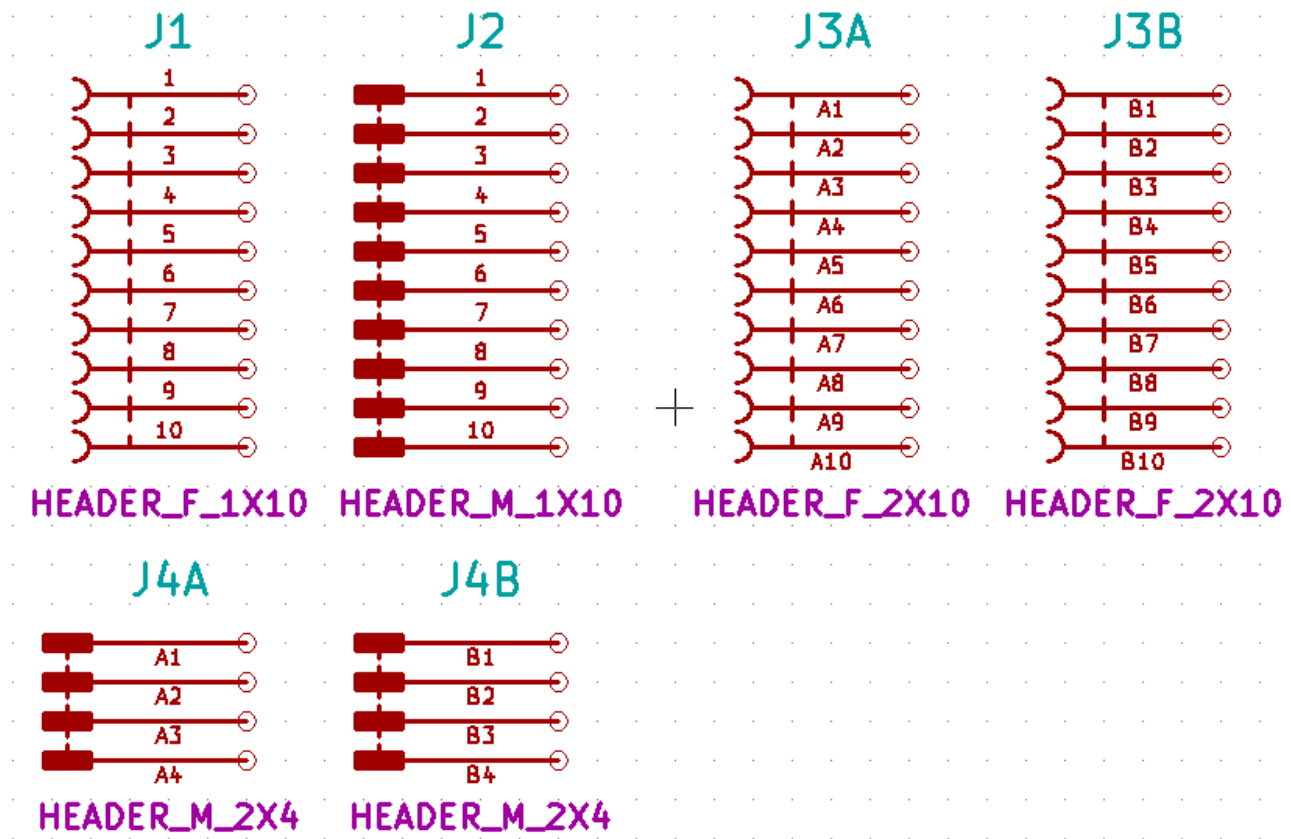 J1 J2 J3A J3B
1 1
2 2 A1 B1
3 3 A2 B2
4 4 A3 B3
5 5 A4 B4
6 6 A5 B5
7 7 A6 B6
8 8 A7 B7
9 9 A8 B8
10 10 A9 B9
A10 B10
HEADER_F_1X10 HEADER_M_1X10 HEADER_F_2X10 HEADER_F_2X10
J4A J4B
A1 B1
A2 B2
A3 B3
A4 B4
HEADER_M_2X4 HEADER_M_2X4